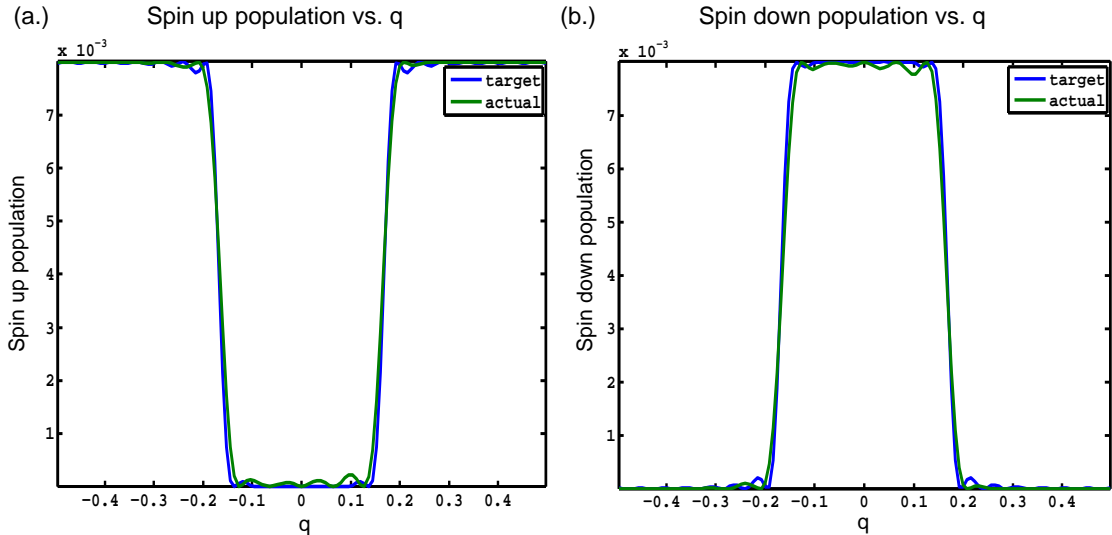 (a.) Spin up population vs. q
x 10⁻³
Spin up population
7
6
5
4
3
2
1
−0.4 −0.3 −0.2 −0.1 0 0.1 0.2 0.3 0.4
q
target
actual
(b.) Spin down population vs. q
x 10⁻³
Spin down population
7
6
5
4
3
2
1
−0.4 −0.3 −0.2 −0.1 0 0.1 0.2 0.3 0.4
q
target
actual